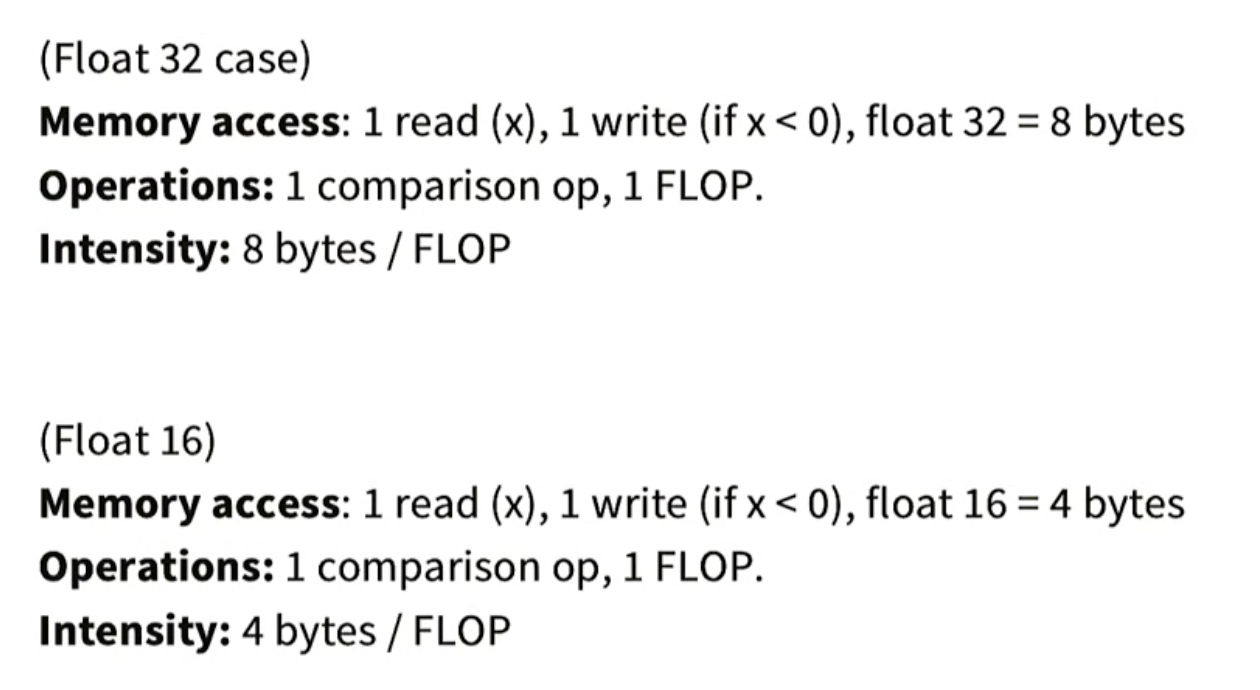 (Float 32 case)
Memory access: 1 read (x), 1 write (if x < 0), float 32 = 8 bytes
Operations: 1 comparison op, 1 FLOP.
Intensity: 8 bytes / FLOP
(Float 16)
Memory access: 1 read (x), 1 write (if x < 0), float 16 = 4 bytes
Operations: 1 comparison op, 1 FLOP.
Intensity: 4 bytes / FLOP